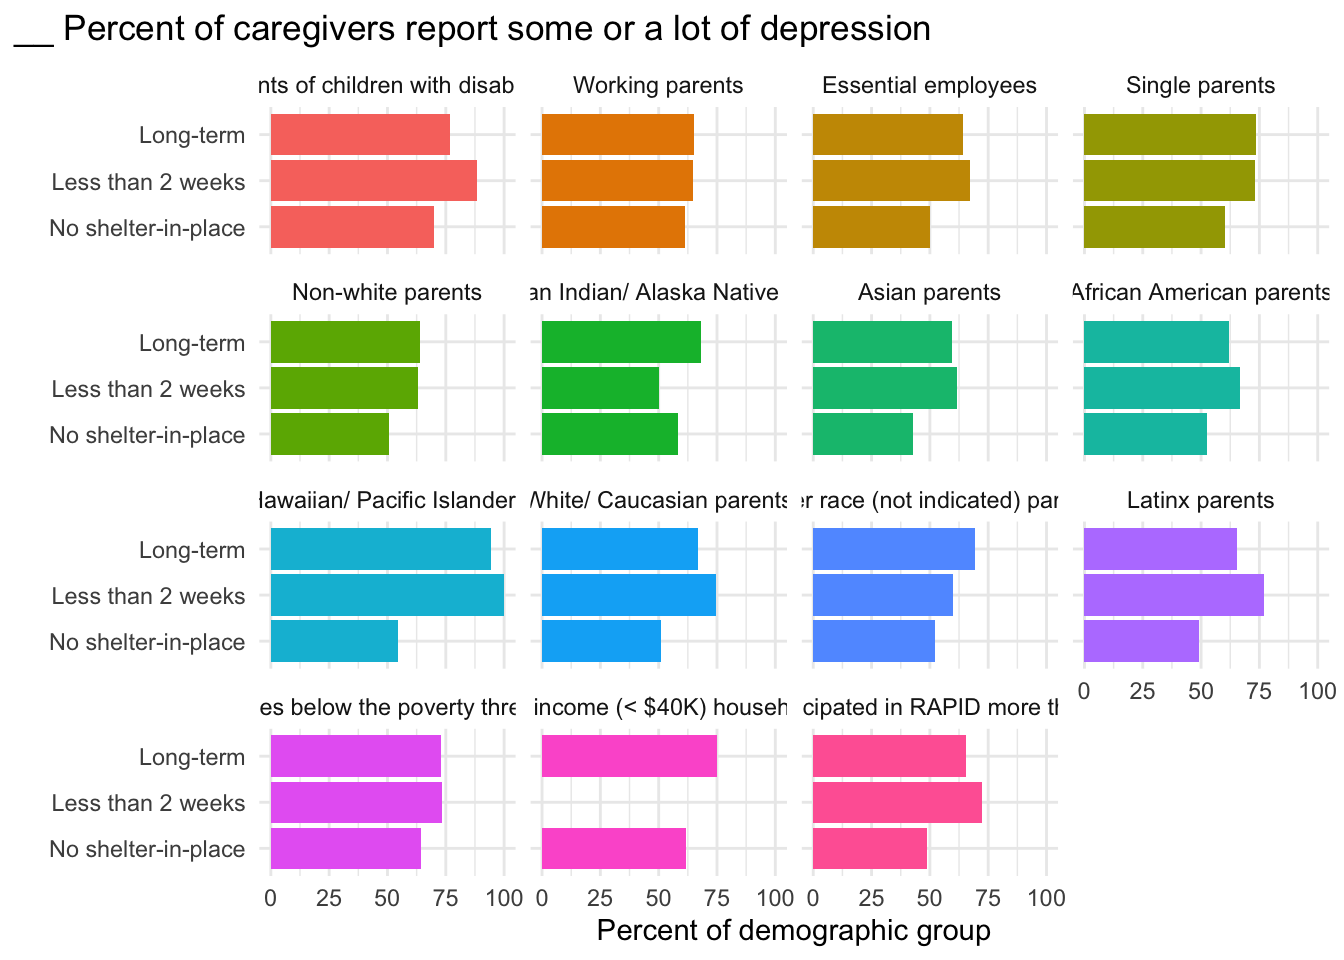 __ Percent of caregivers report some or a lot of depression
nts of children with disab
Working parents
Essential employees
Single parents
Long-term
Less than 2 weeks
No shelter-in-place
Non-white parents
an Indian/ Alaska Native
Asian parents
African American parents
Long-term
Less than 2 weeks
No shelter-in-place
Hawaiian/ Pacific Islander
White/ Caucasian parents
er race (not indicated) par
Latinx parents
Long-term
Less than 2 weeks
No shelter-in-place
0 25 50 75 100
es below the poverty thre
income (< $40K) househ
cipated in RAPID more th
Long-term
Less than 2 weeks
No shelter-in-place
0 25 50 75 100
0 25 50 75 100
0 25 50 75 100
Percent of demographic group